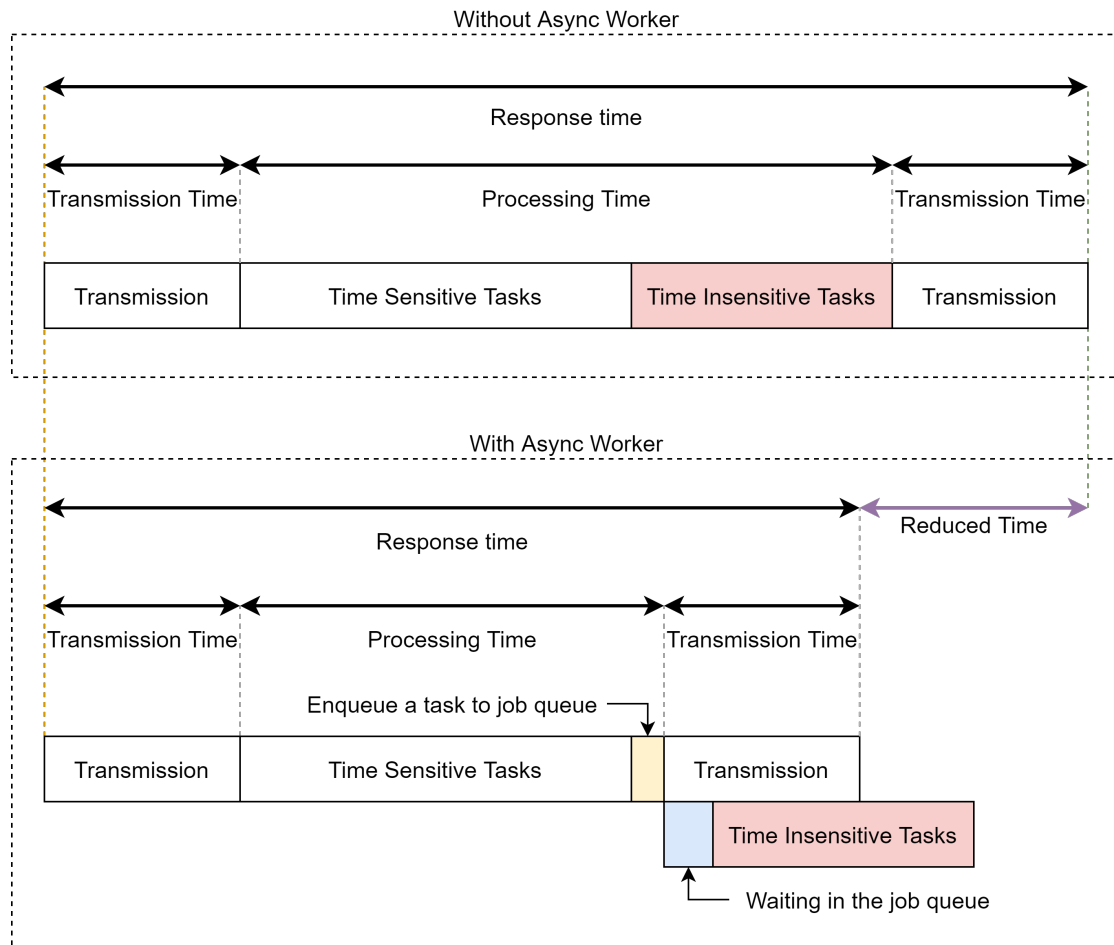 Without Async Worker
Response time
Transmission Time
Processing Time
Transmission Time
Transmission
Time Sensitive Tasks
Time Insensitive Tasks
Transmission
With Async Worker
Response time
Reduced Time
Transmission Time
Processing Time
Transmission Time
Enqueue a task to job queue
Transmission
Time Sensitive Tasks
Transmission
Time Insensitive Tasks
Waiting in the job queue